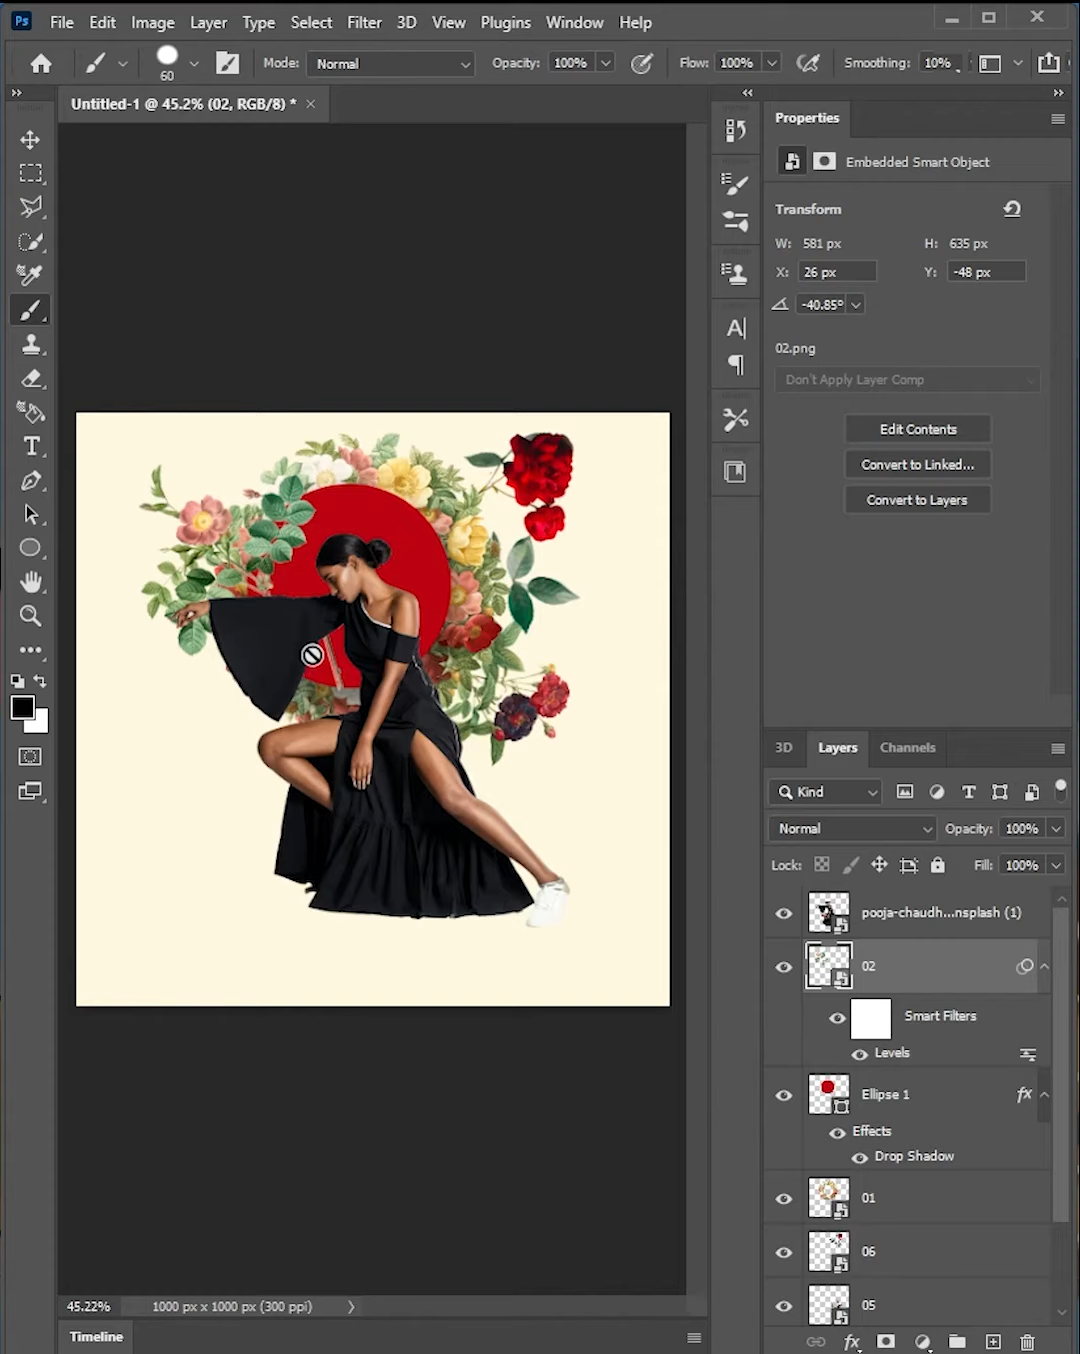 Ps File Edit Image Layer Type Select Filter 3D View Plugins Window Help
60 Mode: Normal Opacity: 100% Flow: 100% Smoothing: 10%
Untitled-1 @ 45.2% (02, RGB/8) * ×
Properties
Embedded Smart Object
Transform
W: 581 px H: 635 px
X: 26 px Y: -48 px
-40.85°
02.png
Don't Apply Layer Comp
Edit Contents
Convert to Linked...
Convert to Layers
3D Layers Channels
Kind
Normal Opacity: 100%
Lock: Fill: 100%
pooja-chaudh...nsplash (1)
02
Smart Filters
Levels
Ellipse 1 fx
Effects
Drop Shadow
01
06
05
45.22% 1000 px x 1000 px (300 ppi)
Timeline fx